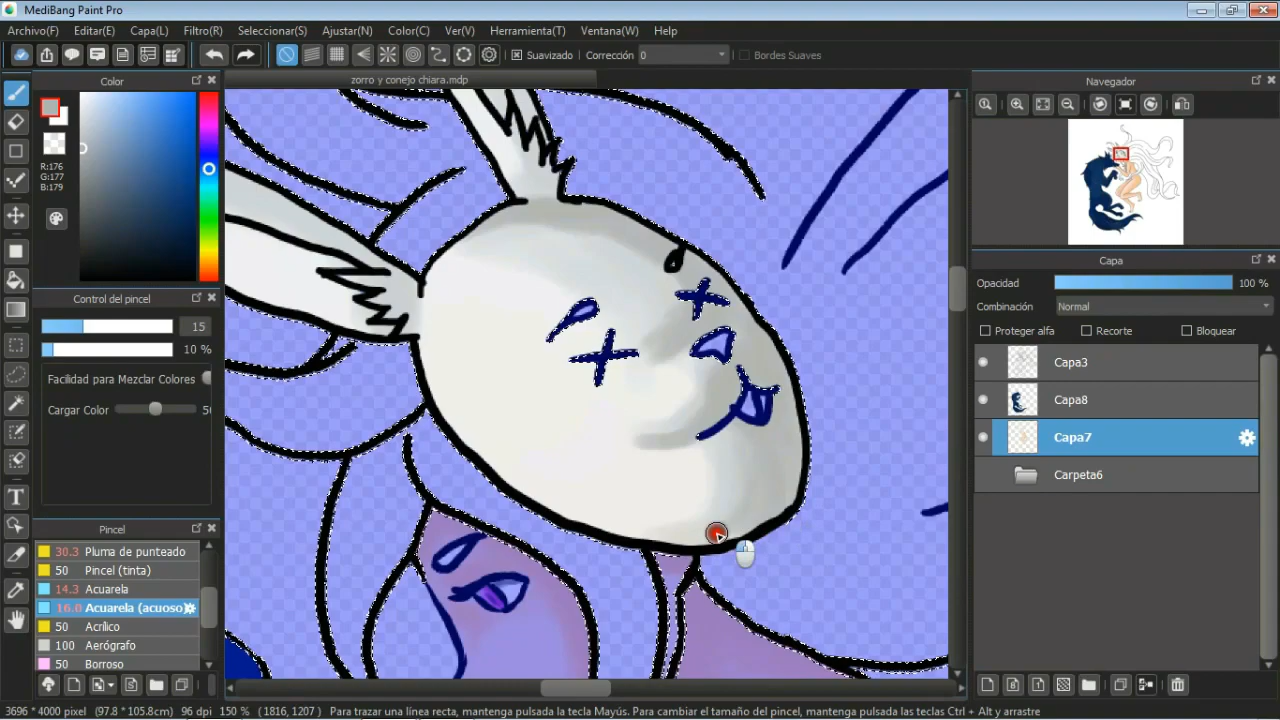 MediBang Paint Pro
Archivo(F) Editar(E) Capa(L) Filtro(R) Seleccionar(S) Ajustar(N) Color(C) Ver(V) Herramienta(T) Ventana(W) Help
Suavizado Corrección 0 Bordes Suaves
Color
zorro y conejo chiara.mdp
Navegador
R:176
G:177
B:179
Capa
Opacidad 100 %
Control del pincel
Combinación Normal
15
Proteger alfa Recorte Bloquear
10 %
Capa3
Facilidad para Mezclar Colores
Capa8
Cargar Color
Capa7
Carpeta6
T
Pincel
30.3 Pluma de punteado
50 Pincel (tinta)
14.3 Acuarela
16.0 Acuarela (acuoso)
50 Acrílico
100 Aerógrafo
50 Borroso
3696 * 4000 pixel (97.8 * 105.8cm) 96 dpi 150 % ( 1816, 1207 ) Para trazar una línea recta, mantenga pulsada la tecla Mayús. Para cambiar el tamaño del pincel, mantenga pulsadas las teclas Ctrl + Alt y arrastre